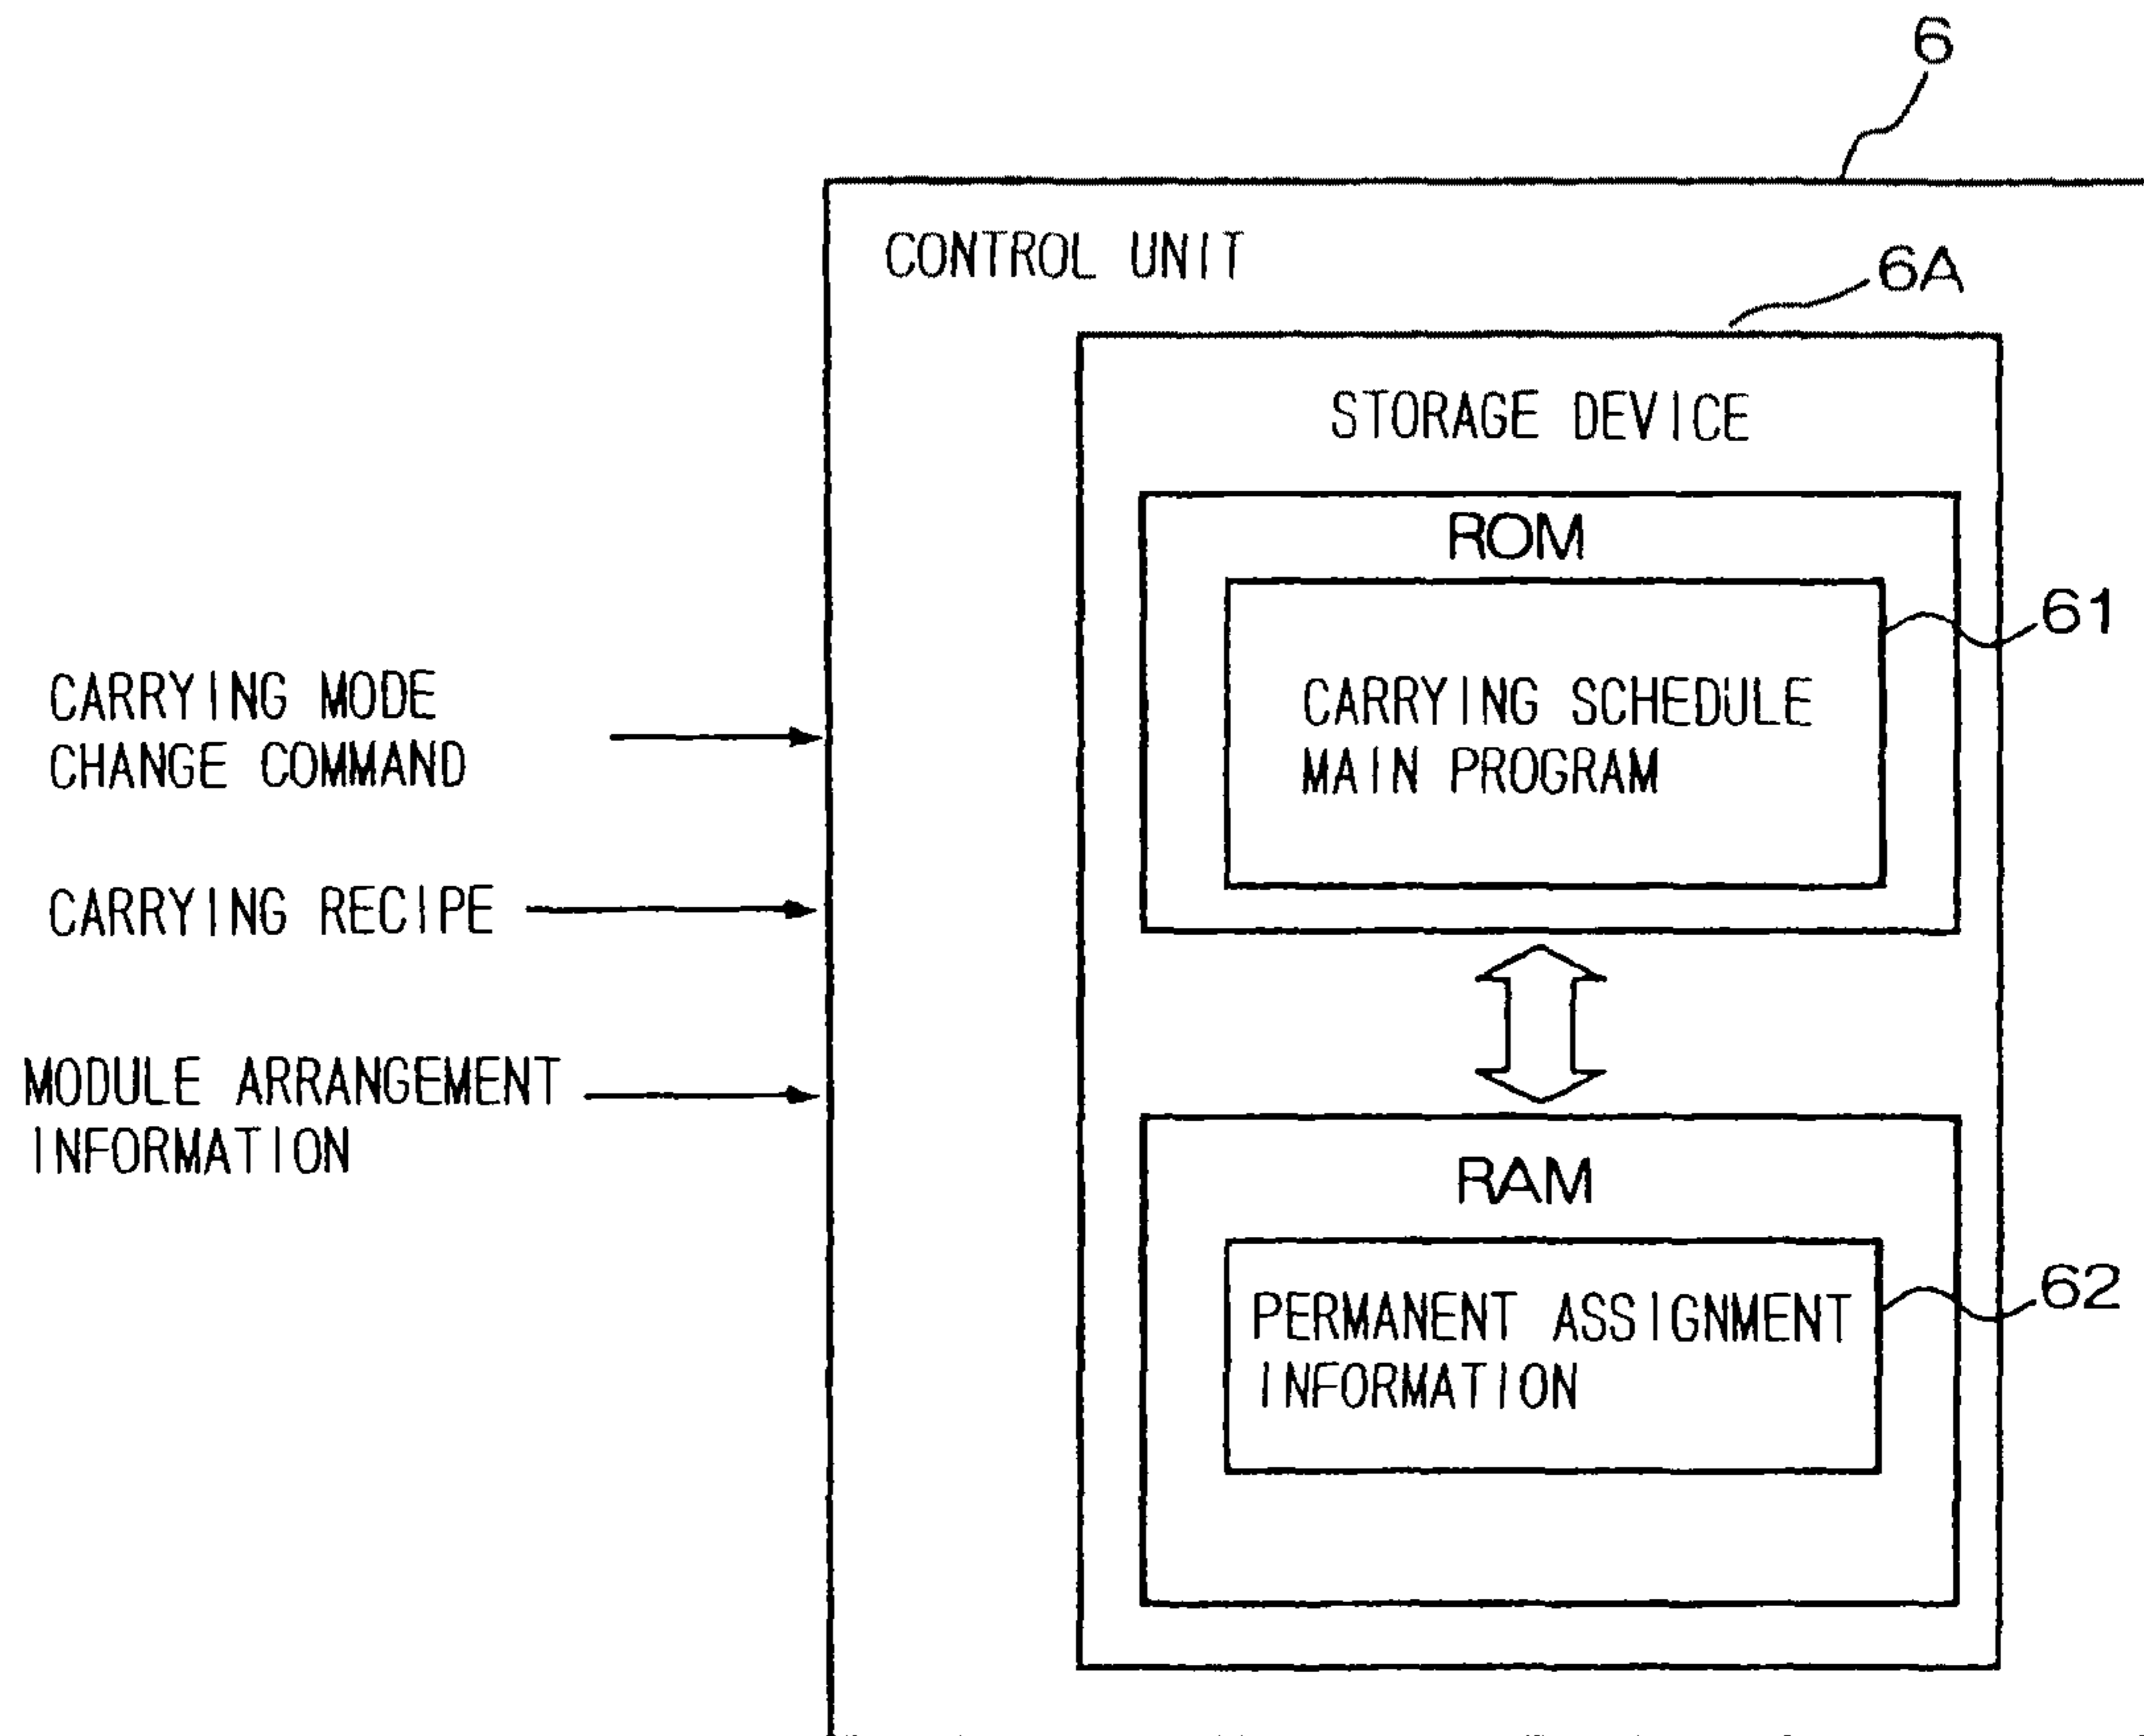 6
CONTROL UNIT
6A
STORAGE DEVICE
ROM
61
CARRYING SCHEDULE
MAIN PROGRAM
CARRYING MODE
CHANGE COMMAND
CARRYING RECIPE
MODULE ARRANGEMENT
INFORMATION
RAM
62
PERMANENT ASSIGNMENT
INFORMATION